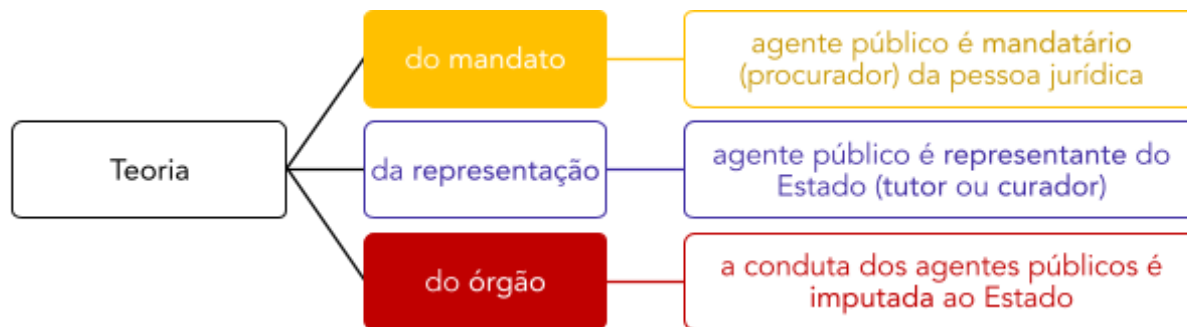 Teoria
do mandato
agente público é mandatário
(procurador) da pessoa jurídica
da representação
agente público é representante do
Estado (tutor ou curador)
do órgão
a conduta dos agentes públicos é
imputada ao Estado